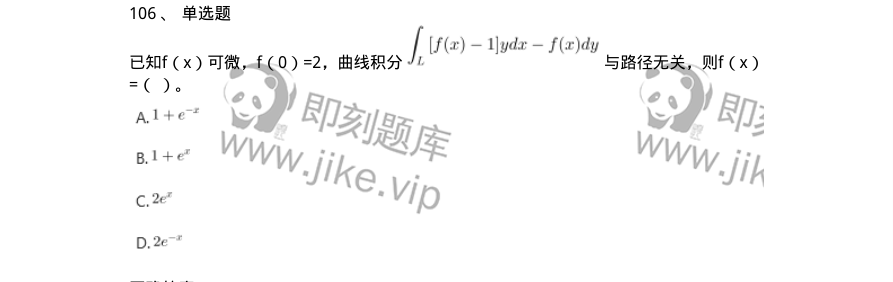 106 、 单选题
已知f ( x ) 可微，f ( 0 ) =2，曲线积分 ∫_L [f(x) − 1]ydx − f(x)dy 与路径无关，则f ( x )
= (   ) 。
A. 1 + e^{−x}
B. 1 + e^x
C. 2e^x
D. 2e^{−x}
即刻题库
www.jike.vip
即
www.ji